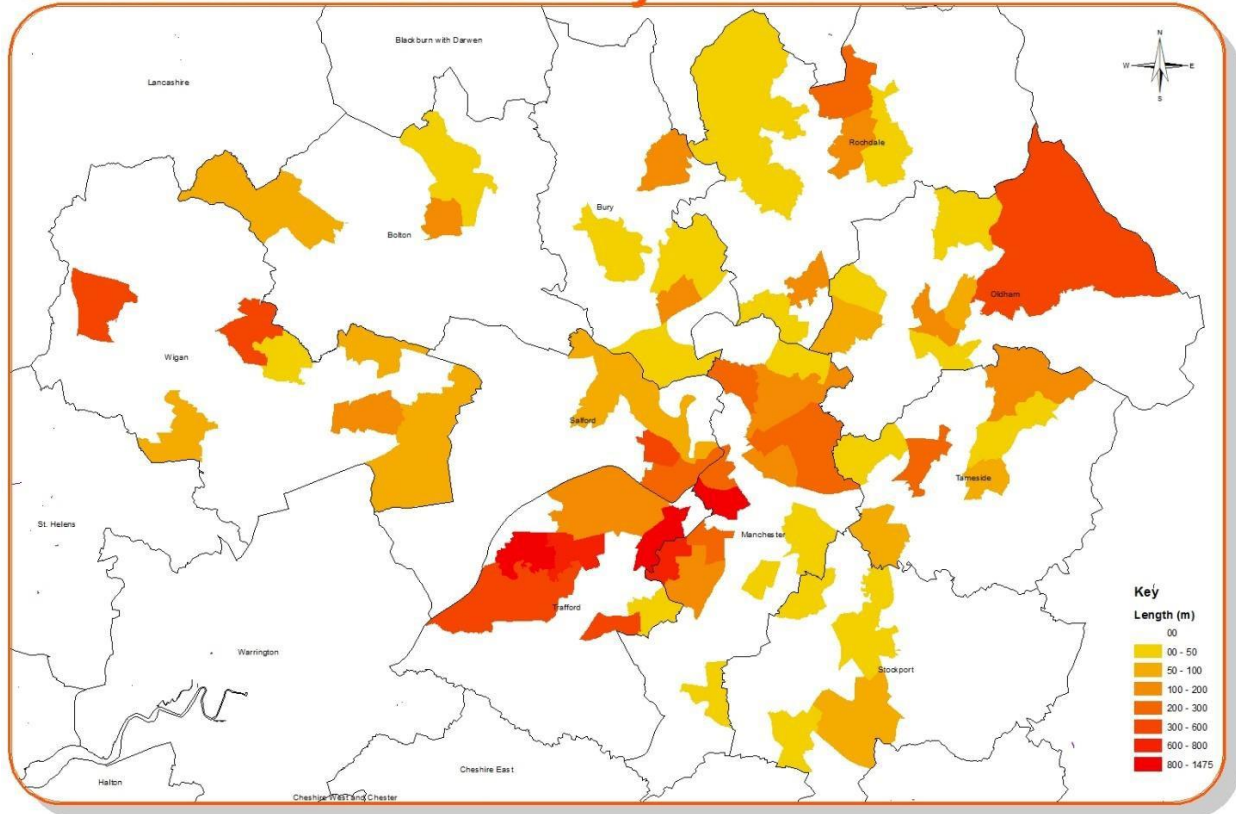 Blackburn with Darwen
Lancashire
N
W
E
S
Rochdale
Bury
Bolton
Oldham
Wigan
Salford
Tameside
St. Helens
Manchester
Key
Length (m)
00
00 - 50
50 - 100
100 - 200
200 - 300
300 - 600
600 - 800
800 - 1475
Trafford
Warrington
Stockport
Cheshire East
Halton
Cheshire West and Chester